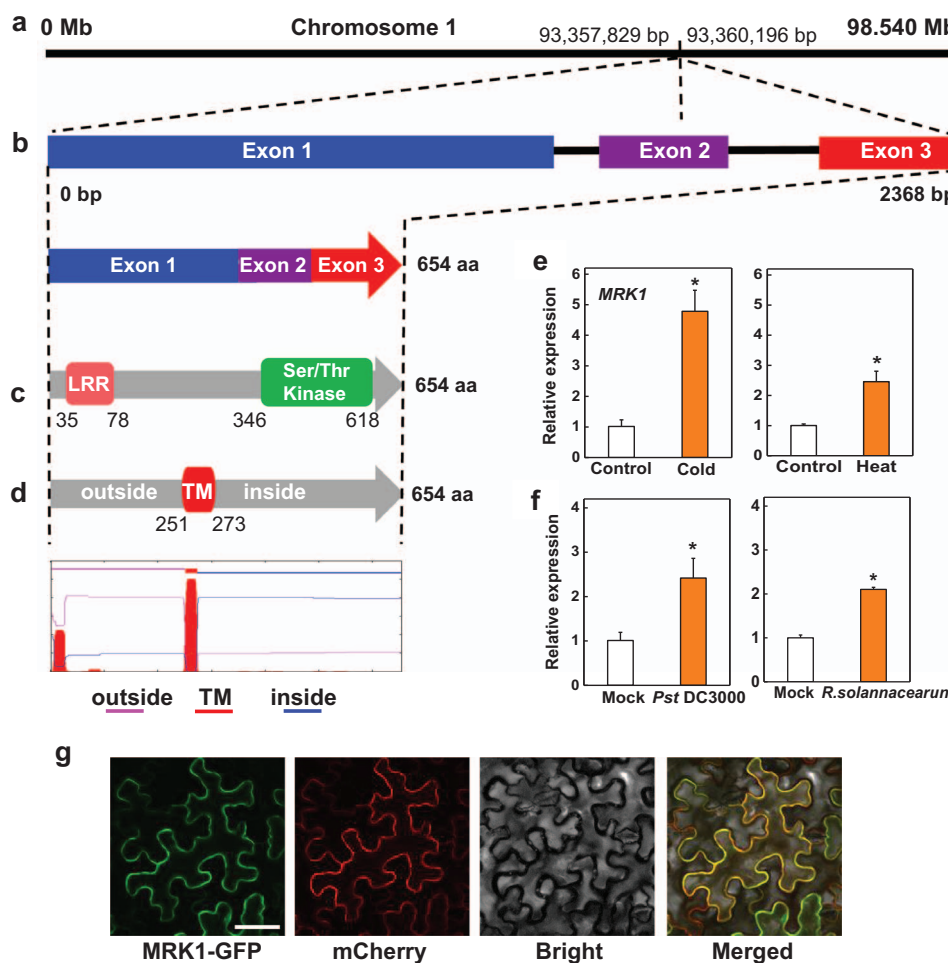 a
0 Mb Chromosome 1 93,357,829 bp 93,360,196 bp 98.540 Mb
b
Exon 1 Exon 2 Exon 3
0 bp 2368 bp
Exon 1 Exon 2 Exon 3 654 aa
c
LRR Ser/Thr Kinase 654 aa
35 78 346 618
d
outside TM inside 654 aa
251 273
outside TM inside
e
Relative expression
MRK1
6
5
4
3
2
1
0
*
Control Cold
6
5
4
3
2
1
0
*
Control Heat
f
Relative expression
4
3
2
1
0
*
Mock Pst DC3000
4
3
2
1
0
*
Mock R.solannacearun
g
MRK1-GFP mCherry Bright Merged